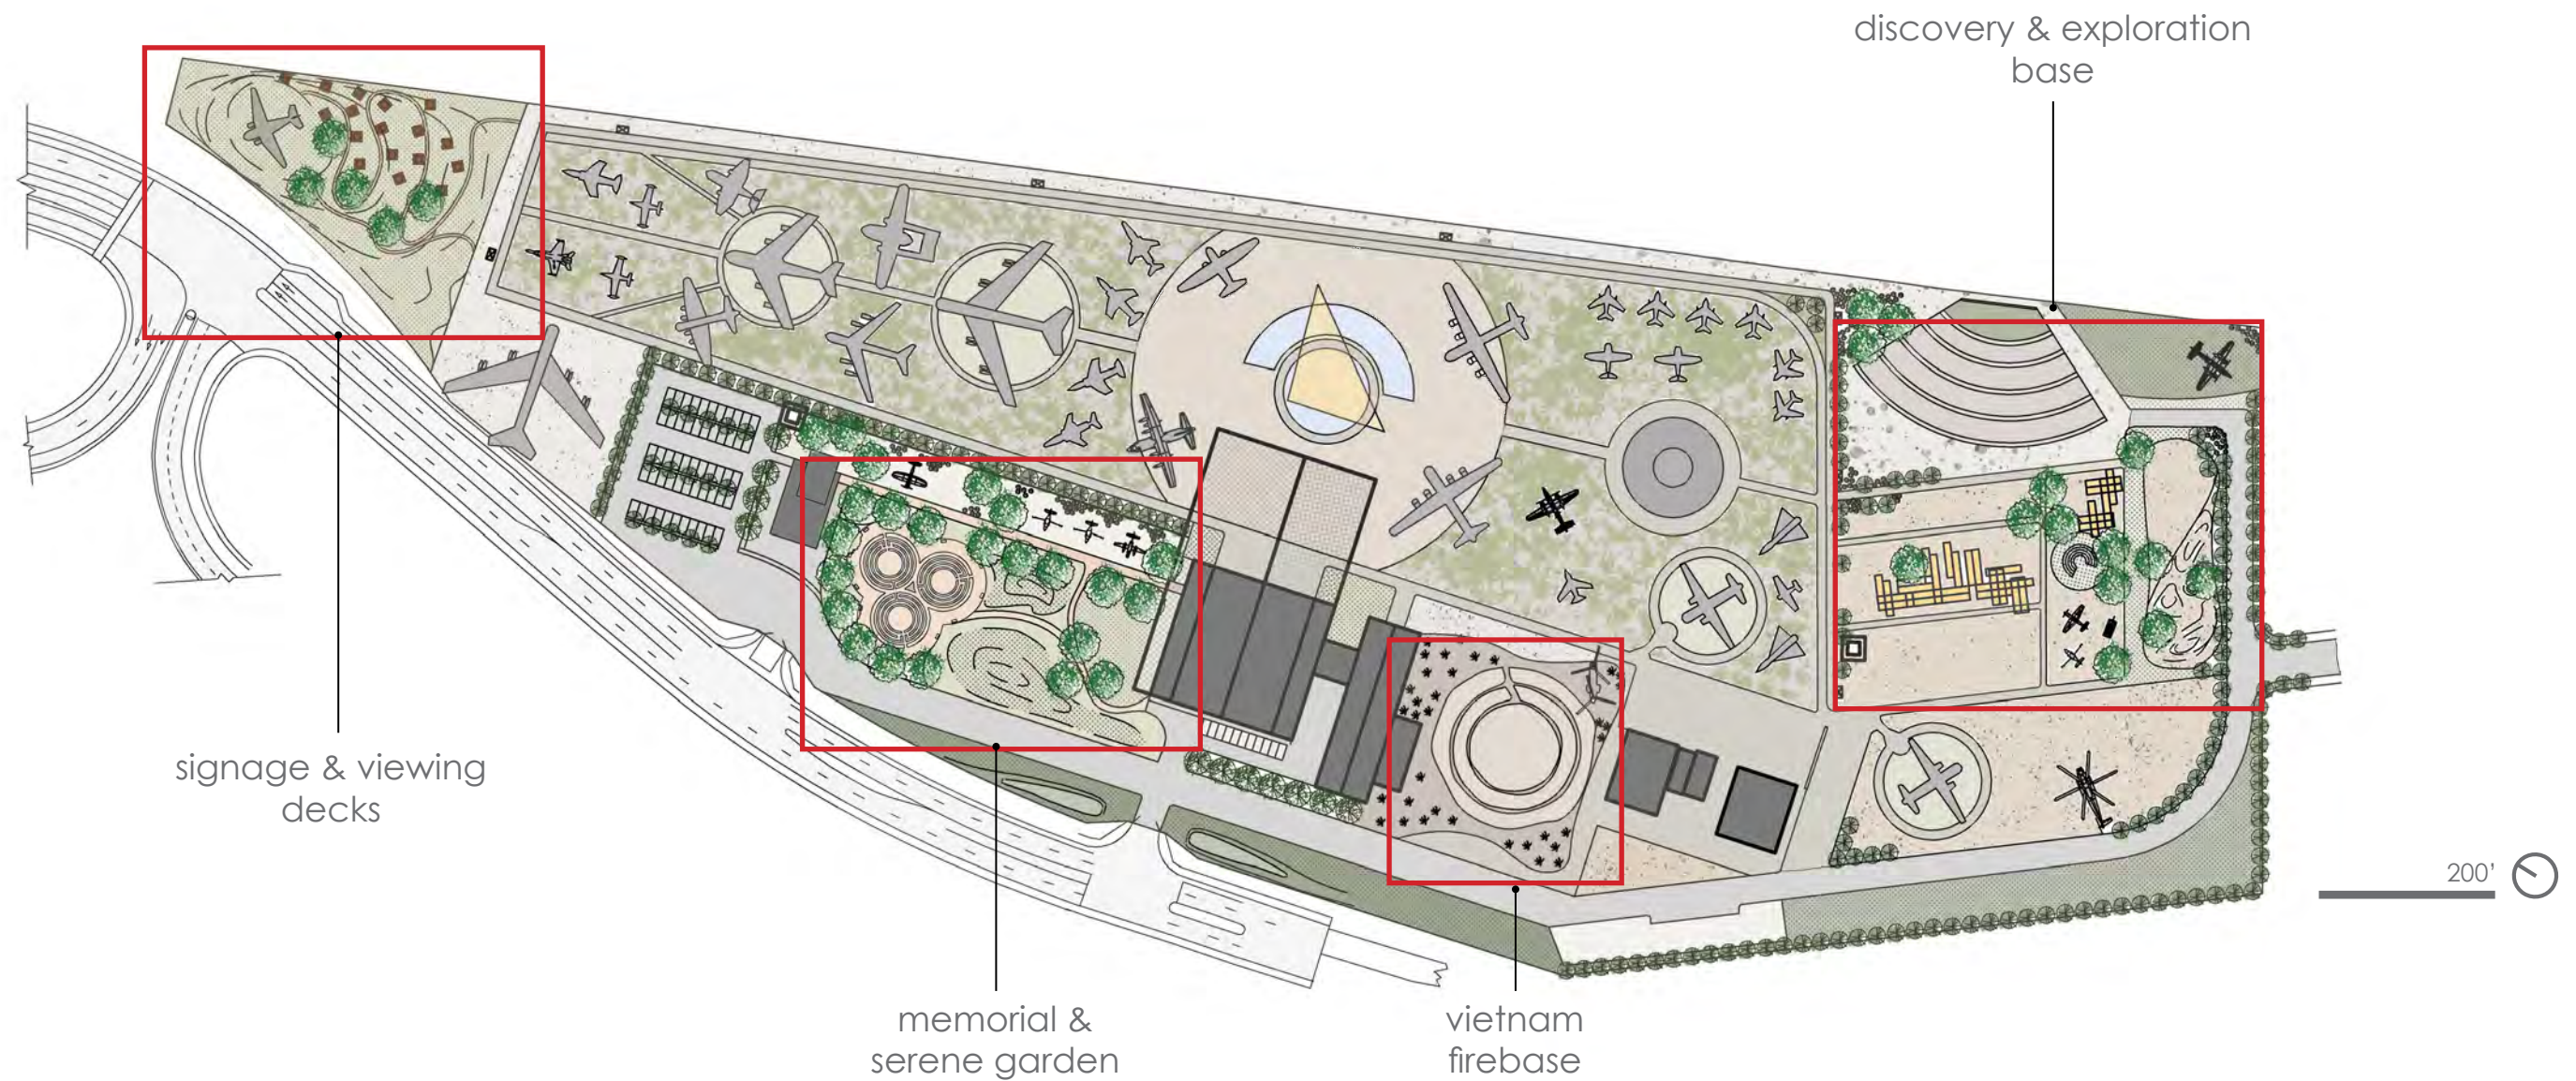 discovery & exploration
base
signage & viewing
decks
200'
memorial &
serene garden
vietnam
firebase